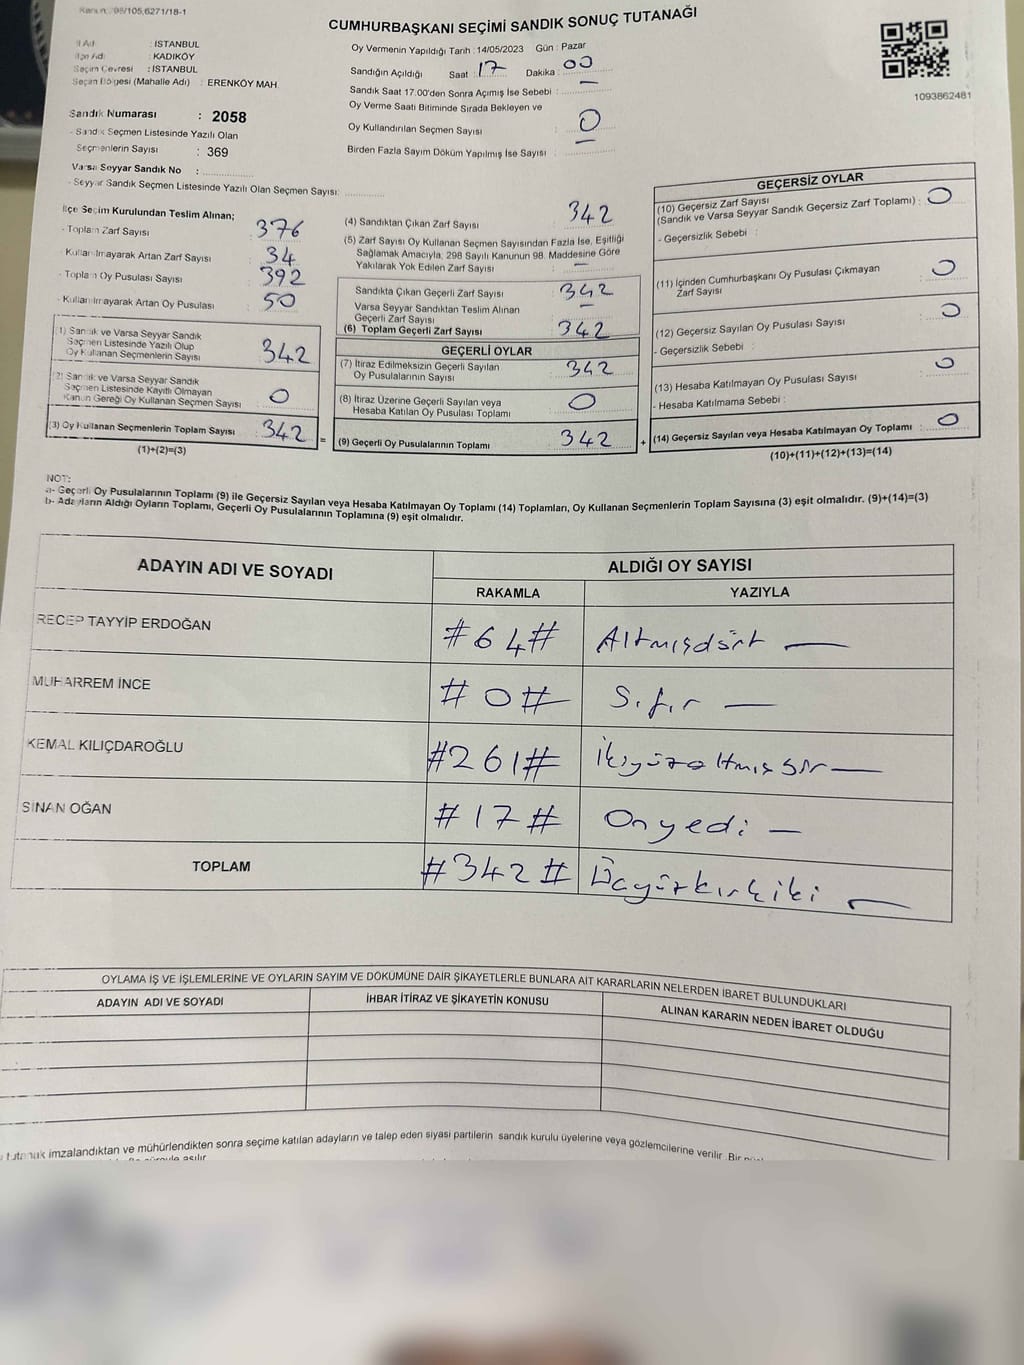 98/105,6271/18-1
CUMHURBAŞKANI SEÇİMİ SANDIK SONUÇ TUTANAĞI
İl Adı : İSTANBUL
İlçe Adı : KADIKÖY
Seçim Çevresi : İSTANBUL
Seçim Bölgesi (Mahalle Adı) : ERENKÖY MAH
Oy Vermenin Yapıldığı Tarih : 14/05/2023 Gün : Pazar
Sandığın Açıldığı Saat : 17 Dakika : 00
Sandık Saat 17.00'den Sonra Açımış İse Sebebi : —
Oy Verme Saati Bitiminde Sırada Bekleyen ve
Oy Kullandırılan Seçmen Sayısı : 0
Birden Fazla Sayım Döküm Yapılmış İse Sayısı : —
1093862481
Sandık Numarası : 2058
- Sandık Seçmen Listesinde Yazılı Olan
Seçmenlerin Sayısı : 369
Varsa Seyyar Sandık No :
- Seyyar Sandık Seçmen Listesinde Yazılı Olan Seçmen Sayısı:
İlçe Seçim Kurulundan Teslim Alınan;
- Toplam Zarf Sayısı : 376
- Kullanılmayarak Artan Zarf Sayısı : 34
- Toplam Oy Pusulası Sayısı : 392
- Kullanılmayarak Artan Oy Pusulası : 50
(1) Sandık ve Varsa Seyyar Sandık
Seçmen Listesinde Yazılı Olup
Oy Kullanan Seçmenlerin Sayısı 342
(2) Sandık ve Varsa Seyyar Sandık
Seçmen Listesinde Kayıtlı Olmayan
Kanun Gereği Oy Kullanan Seçmen Sayısı : 0
(3) Oy Kullanan Seçmenlerin Toplam Sayısı 342 =
(1)+(2)=(3)
(4) Sandıktan Çıkan Zarf Sayısı : 342
(5) Zarf Sayısı Oy Kullanan Seçmen Sayısından Fazla İse, Eşitliği
Sağlamak Amacıyla, 298 Sayılı Kanunun 98. Maddesine Göre
Yakılarak Yok Edilen Zarf Sayısı : —
Sandıkta Çıkan Geçerli Zarf Sayısı : 342
Varsa Seyyar Sandıktan Teslim Alınan
Geçerli Zarf Sayısı : —
(6) Toplam Geçerli Zarf Sayısı : 342
GEÇERLİ OYLAR
(7) İtiraz Edilmeksizin Geçerli Sayılan
Oy Pusulalarının Sayısı : 342
(8) İtiraz Üzerine Geçerli Sayılan veya
Hesaba Katılan Oy Pusulası Toplamı : 0
(9) Geçerli Oy Pusulalarının Toplamı : 342 +
GEÇERSİZ OYLAR
(10) Geçersiz Zarf Sayısı
(Sandık ve Varsa Seyyar Sandık Geçersiz Zarf Toplamı) : 0
- Geçersizlik Sebebi :
(11) İçinden Cumhurbaşkanı Oy Pusulası Çıkmayan
Zarf Sayısı : 0
(12) Geçersiz Sayılan Oy Pusulası Sayısı : 0
- Geçersizlik Sebebi :
(13) Hesaba Katılmayan Oy Pusulası Sayısı : 0
- Hesaba Katılmama Sebebi :
(14) Geçersiz Sayılan veya Hesaba Katılmayan Oy Toplamı : 0
(10)+(11)+(12)+(13)=(14)
NOT:
a- Geçerli Oy Pusulalarının Toplamı (9) ile Geçersiz Sayılan veya Hesaba Katılmayan Oy Toplamı (14) Toplamları, Oy Kullanan Seçmenlerin Toplam Sayısına (3) eşit olmalıdır. (9)+(14)=(3)
b- Adayların Aldığı Oyların Toplamı, Geçerli Oy Pusulalarının Toplamına (9) eşit olmalıdır.
ADAYIN ADI VE SOYADI ALDIĞI OY SAYISI
RAKAMLA YAZIYLA
RECEP TAYYİP ERDOĞAN #64# Altmışdört —
MUHARREM İNCE #0# Sıfır —
KEMAL KILIÇDAROĞLU #261# İkiyüzaltmışbir —
SİNAN OĞAN #17# Onyedi —
TOPLAM #342# Üçyüzkırkiki —
OYLAMA İŞ VE İŞLEMLERİNE VE OYLARIN SAYIM VE DÖKÜMÜNE DAİR ŞİKAYETLERLE BUNLARA AİT KARARLARIN NELERDEN İBARET BULUNDUKLARI
ADAYIN ADI VE SOYADI İHBAR İTİRAZ VE ŞİKAYETİN KONUSU ALINAN KARARIN NEDEN İBARET OLDUĞU
tutanak imzalandıktan ve mühürlendikten sonra seçime katılan adayların ve talep eden siyasi partilerin sandık kurulu üyelerine veya gözlemcilerine verilir. Bir